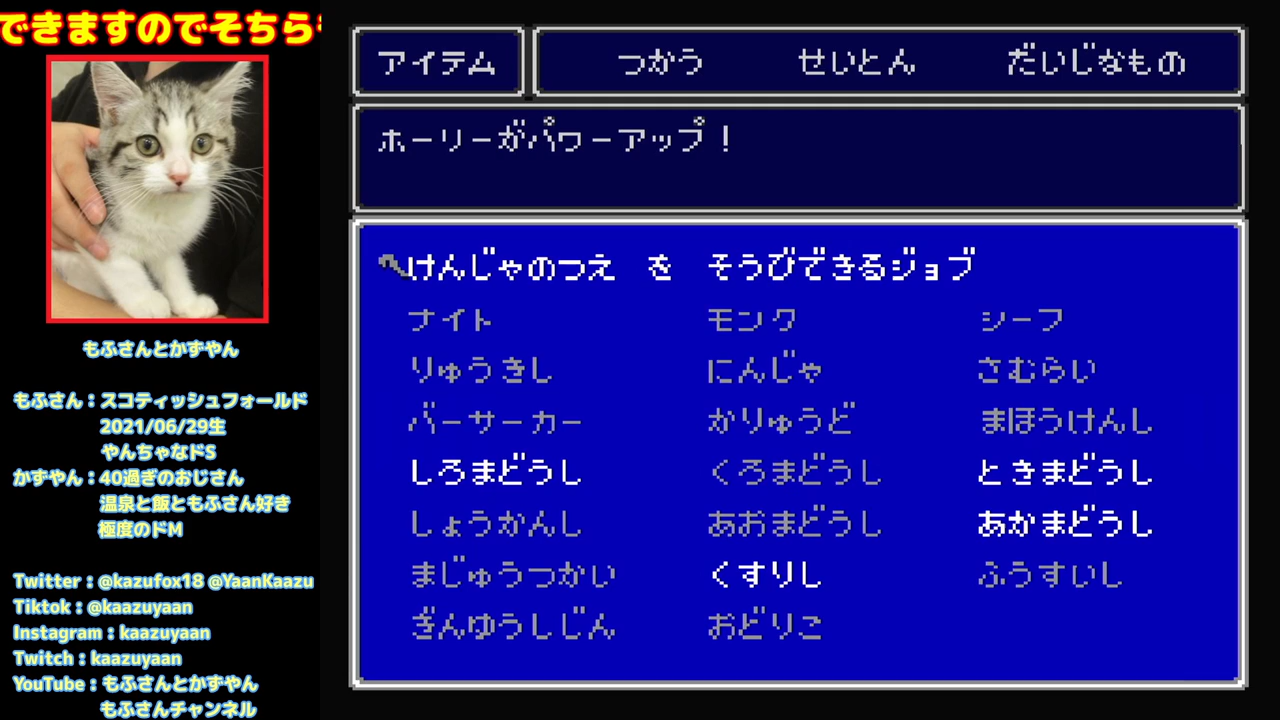 できますのでそちら
もふさんとかずやん
もふさん：スコティッシュフォールド
2021/06/29生
やんちゃなドS
かずやん：40過ぎのおじさん
温泉と飯ともふさん好き
極度のドM
Twitter：@kazufox18 @YaanKaazu
Tiktok：@kaazuyaan
Instagram：kaazuyaan
Twitch：kaazuyaan
YouTube：もふさんとかずやん
もふさんチャンネル
アイテム つかう せいとん だいじなもの
ホーリーがパワーアップ！
けんじゃのつえ を そうびできるジョブ
ナイト モンク シーフ
りゅうきし にんじゃ さむらい
バーサーカー かりゅうど まほうけんし
しろまどうし くろまどうし ときまどうし
しょうかんし あおまどうし あかまどうし
まじゅうつかい くすりし ふうすいし
ぎんゆうしじん おどりこ